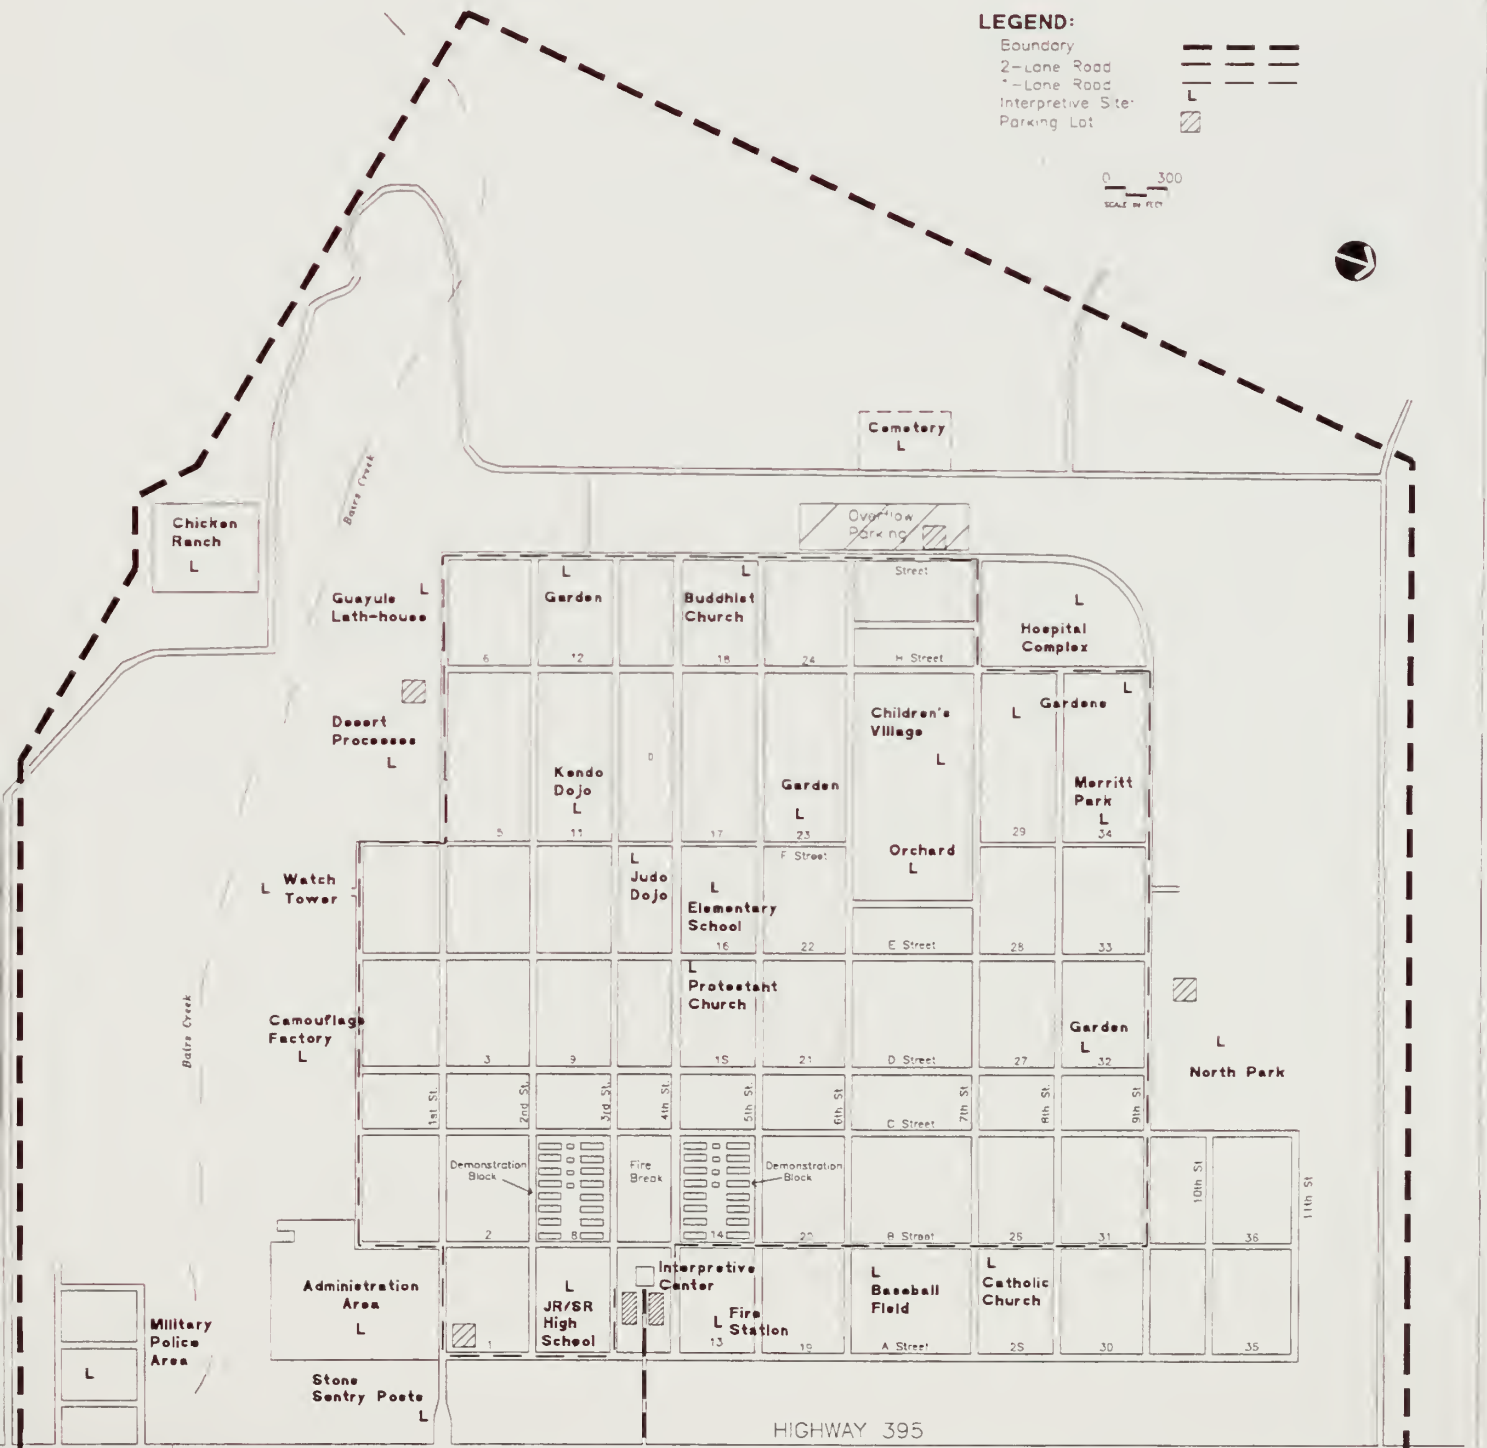 LEGEND:
Boundary
2-Lane Road
1-Lane Road
Interpretive Site
L
Parking Lot
0 300
SCALE IN FEET
Cemetery
L
Bairs Creek
Chicken
Ranch
L
Overflow
Parking
Guayule L
Lath-house
L
Garden
L
Buddhist
Church
Street
L
Hospital
Complex
6 12 18 24 H Street
Desert
Processes
L
Children's
Village
L
L
Gardens
L
Kendo
Dojo
L
Garden
L
Merritt
Park
L
5 11 17 23 29 34
F Street
L Watch
Tower
L
Judo
Dojo
L
Elementary
School
Orchard
L
16 22 E Street 28 33
L
Protestant
Church
Camouflage
Factory
L
Bairs Creek
Garden
L
L
North Park
3 9 15 21 D Street 27 32
1st St.
2nd St.
3rd St.
4th St.
5th St.
6th St.
7th St.
8th St.
9th St.
C Street
Demonstration
Block
Fire
Break
Demonstration
Block
10th St
11th St
2 8 14 20 B Street 26 31 36
Administration
Area
L
L
JR/SR
High
School
Interpretive
Center
L Fire
Station
L
Baseball
Field
L
Catholic
Church
Military
Police
Area
L
1 13 19 A Street 25 30 35
Stone
Sentry Posts
L
HIGHWAY 395